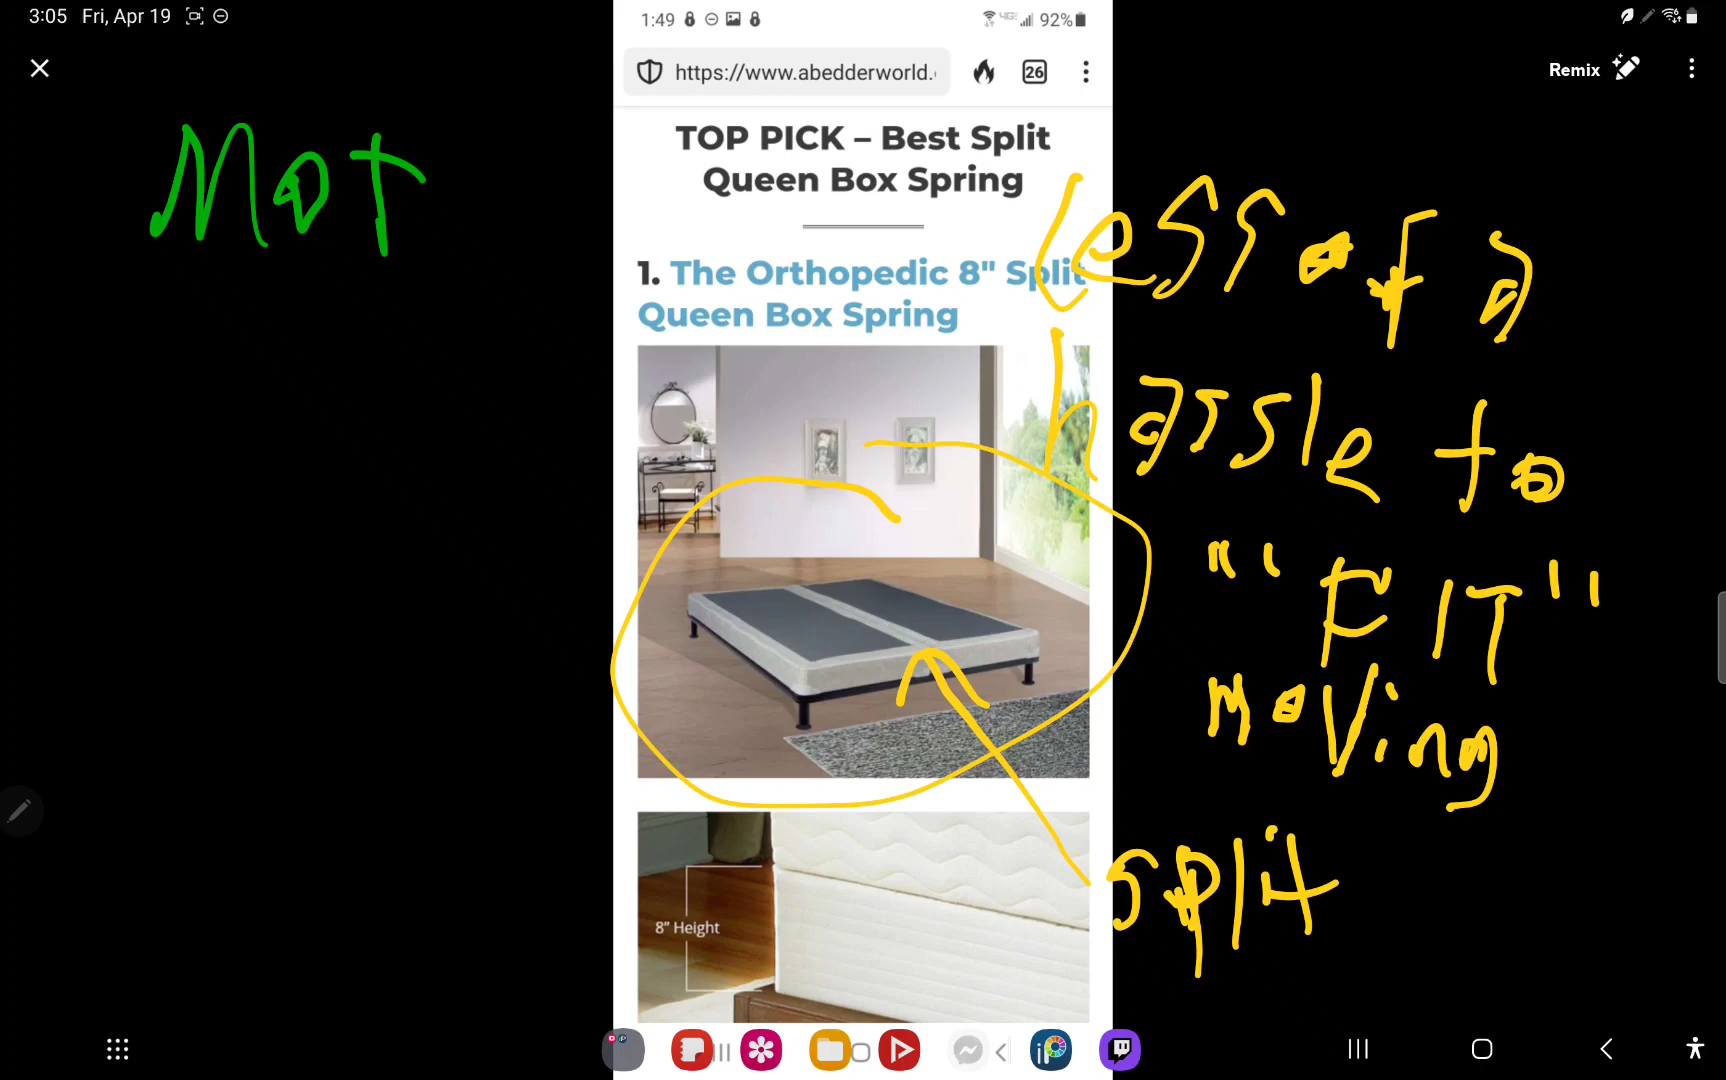 3:05 Fri, Apr 19
1:49
4G
92%
https://www.abedderworld.
26
Remix
TOP PICK – Best Split
Queen Box Spring
1. The Orthopedic 8" Split
Queen Box Spring
8" Height
Mot
less of a
hassle to
"FIT"
moving
split